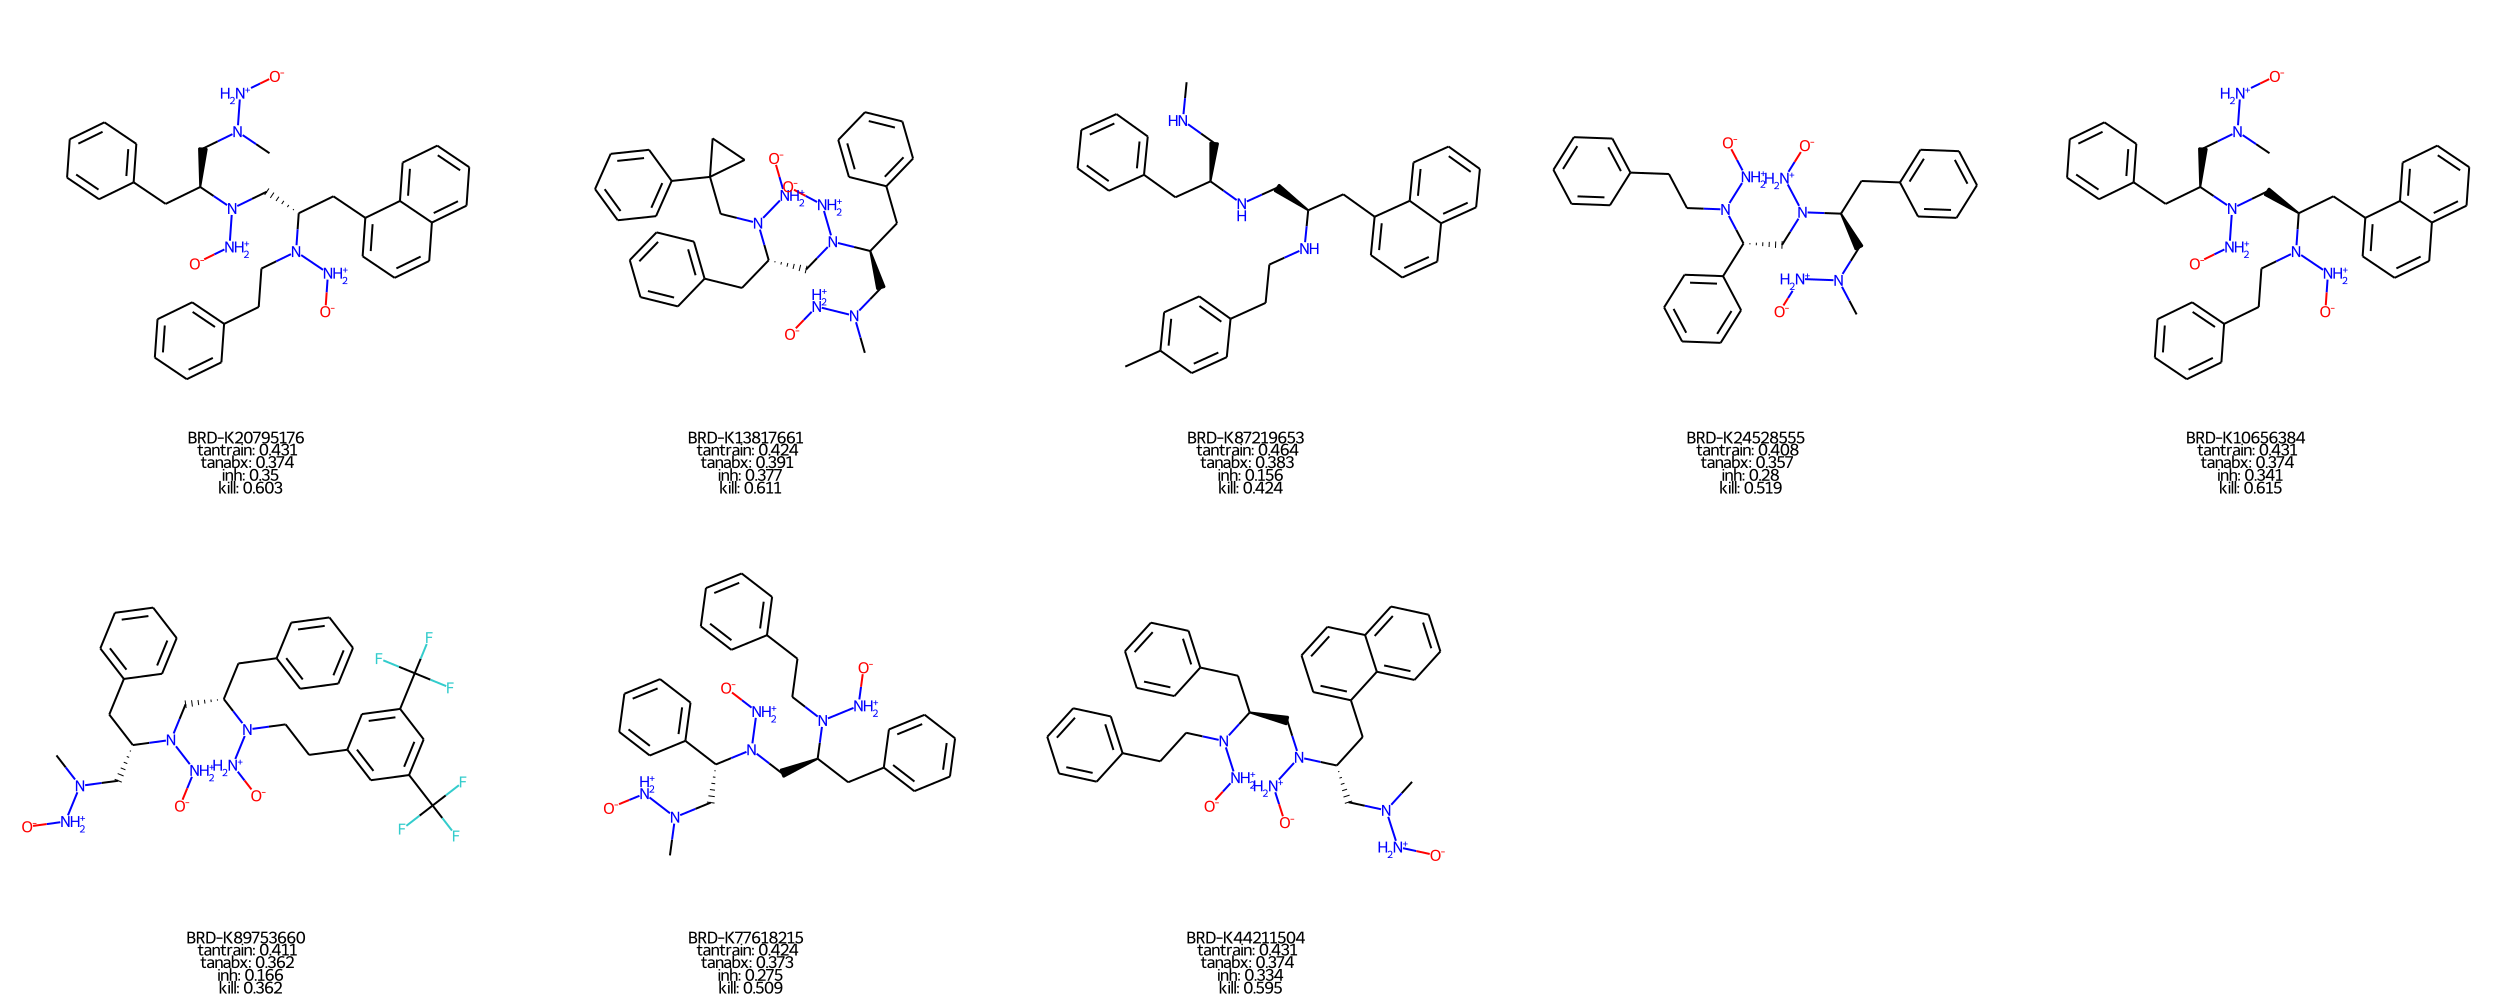 BRD-K20795176
tantrain: 0.431
tanabx: 0.374
inh: 0.35
kill: 0.603
BRD-K13817661
tantrain: 0.424
tanabx: 0.391
inh: 0.377
kill: 0.611
BRD-K87219653
tantrain: 0.464
tanabx: 0.383
inh: 0.156
kill: 0.424
BRD-K24528555
tantrain: 0.408
tanabx: 0.357
inh: 0.28
kill: 0.519
BRD-K10656384
tantrain: 0.431
tanabx: 0.374
inh: 0.341
kill: 0.615
BRD-K89753660
tantrain: 0.411
tanabx: 0.362
inh: 0.166
kill: 0.362
BRD-K77618215
tantrain: 0.424
tanabx: 0.373
inh: 0.275
kill: 0.509
BRD-K44211504
tantrain: 0.431
tanabx: 0.374
inh: 0.334
kill: 0.595